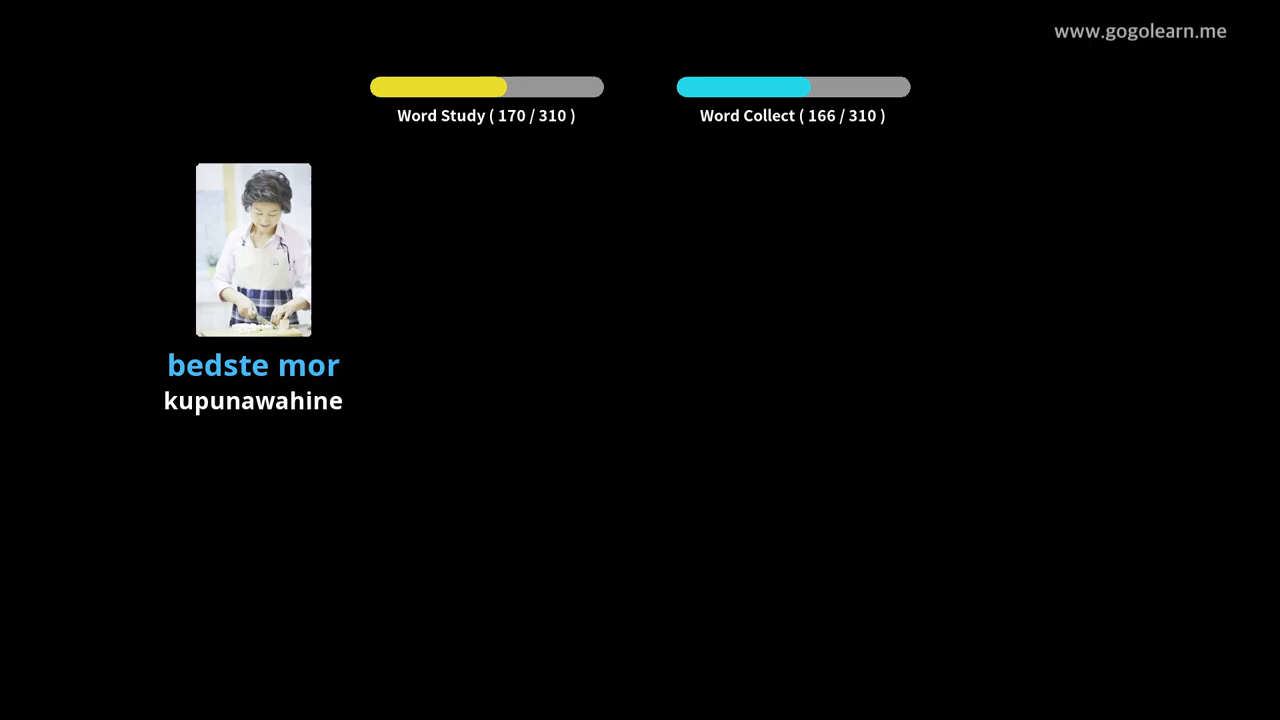 www.gogolearn.me
Word Study ( 170 / 310 )
Word Collect ( 166 / 310 )
bedste mor
kupunawahine